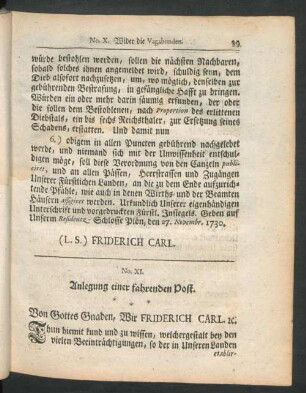 No. X. Wider die Vagabunden. 99.
würde bestohlen werden, sollen die nächsten Nachbaren,
sobald solches ihnen angemeldet wird, schuldig seyn, dem
Dieb alsofort nachzusetzen, um, wo möglich, denselben zur
gebührenden Bestrafung, in gefängliche Hafft zu bringen,
Würden ein oder mehr darin säumig erfunden, der oder
die sollen dem Bestohlenen, nach Proportion des erlittenen
Diebstals, ein bis sechs Reichsthaler, zur Ersetzung seines
Schadens, erstatten. Und damit nun
6.) obigem in allen Puncten gebührend nachgelebet
werde, und niemand sich mit der Unwissenheit entschul-
digen möge, soll diese Verordnung von den Cantzeln publi-
ciret, und an allen Pässen, Heerstrassen und Zugängen
Unserer Fürstlichen Landen, an die zu dem Ende aufzurich-
tende Pfähle, wie auch in denen Wirths- und der Beamten
Häusern affigiret werden. Urkundlich Unserer eigenhändigen
Unterschrift und vorgedruckten Fürstl. Insiegels. Geben auf
Unserm Residentz- Schlosse Plön, den 27. Novembr. 1730.
(L. S.) FRIDERICH CARL.
No. XI.
Anlegung einer fahrenden Post.
Von Gottes Gnaden, Wir FRIDERICH CARL. ꝛc.
Thun hiemit kund und zu wissen, welchergestalt bey den
vielen Beeinträchtigungen, so der in Unseren Landen
etablir-